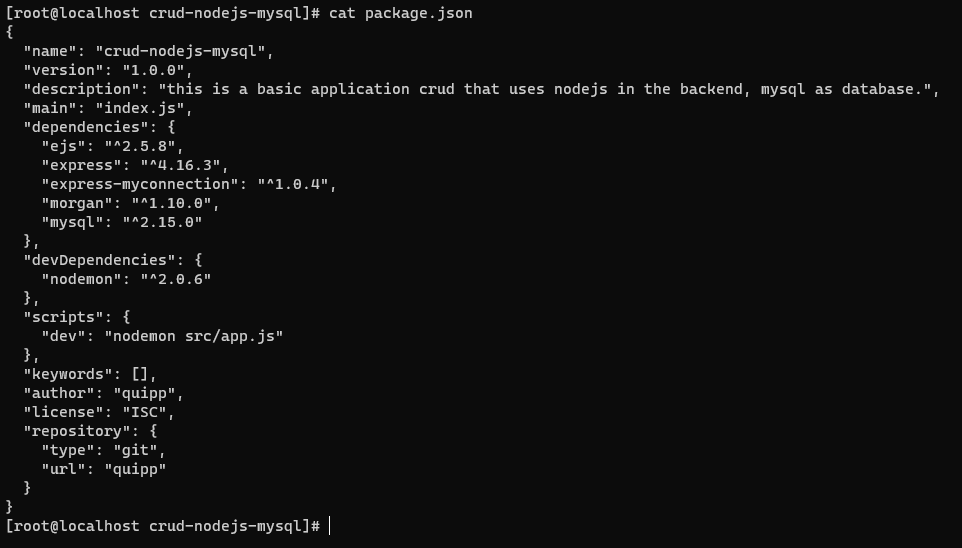 [root@localhost crud-nodejs-mysql]# cat package.json
{
  "name": "crud-nodejs-mysql",
  "version": "1.0.0",
  "description": "this is a basic application crud that uses nodejs in the backend, mysql as database.",
  "main": "index.js",
  "dependencies": {
    "ejs": "^2.5.8",
    "express": "^4.16.3",
    "express-myconnection": "^1.0.4",
    "morgan": "^1.10.0",
    "mysql": "^2.15.0"
  },
  "devDependencies": {
    "nodemon": "^2.0.6"
  },
  "scripts": {
    "dev": "nodemon src/app.js"
  },
  "keywords": [],
  "author": "quipp",
  "license": "ISC",
  "repository": {
    "type": "git",
    "url": "quipp"
  }
}
[root@localhost crud-nodejs-mysql]#